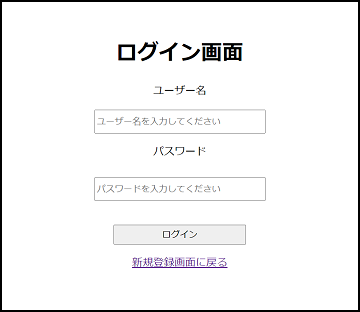 ログイン画面
ユーザー名
ユーザー名を入力してください
パスワード
パスワードを入力してください
ログイン
新規登録画面に戻る